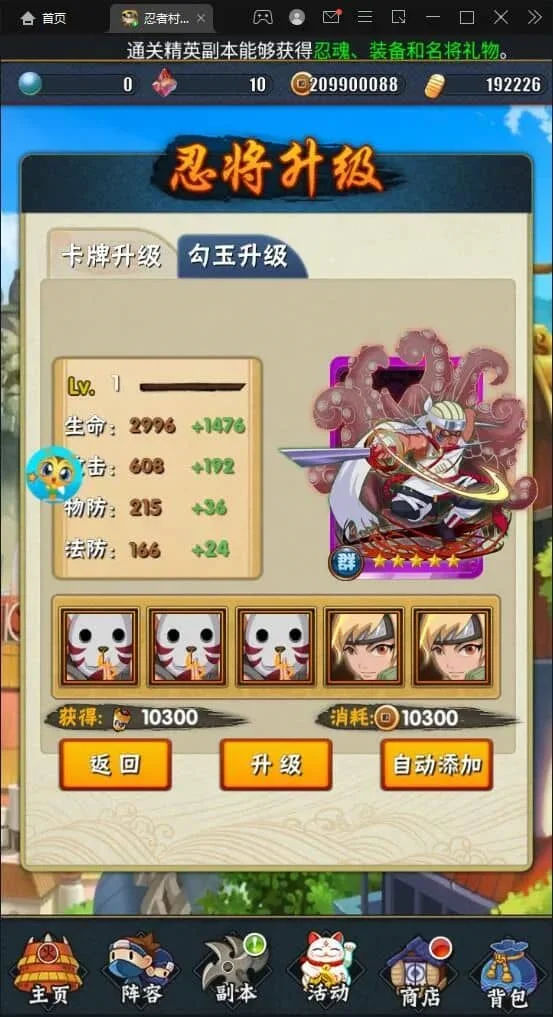 首页
忍者村...
通关精英副本能够获得忍魂、装备和名将礼物。
0 10 209900088 192226
忍将升级
卡牌升级 勾玉升级
Lv. 1
生命: 2996 +1476
攻击: 608 +192
物防: 215 +36
法防: 166 +24
群
获得: 10300 消耗: 10300
返回 升级 自动添加
主页 阵容 副本 活动 商店 背包